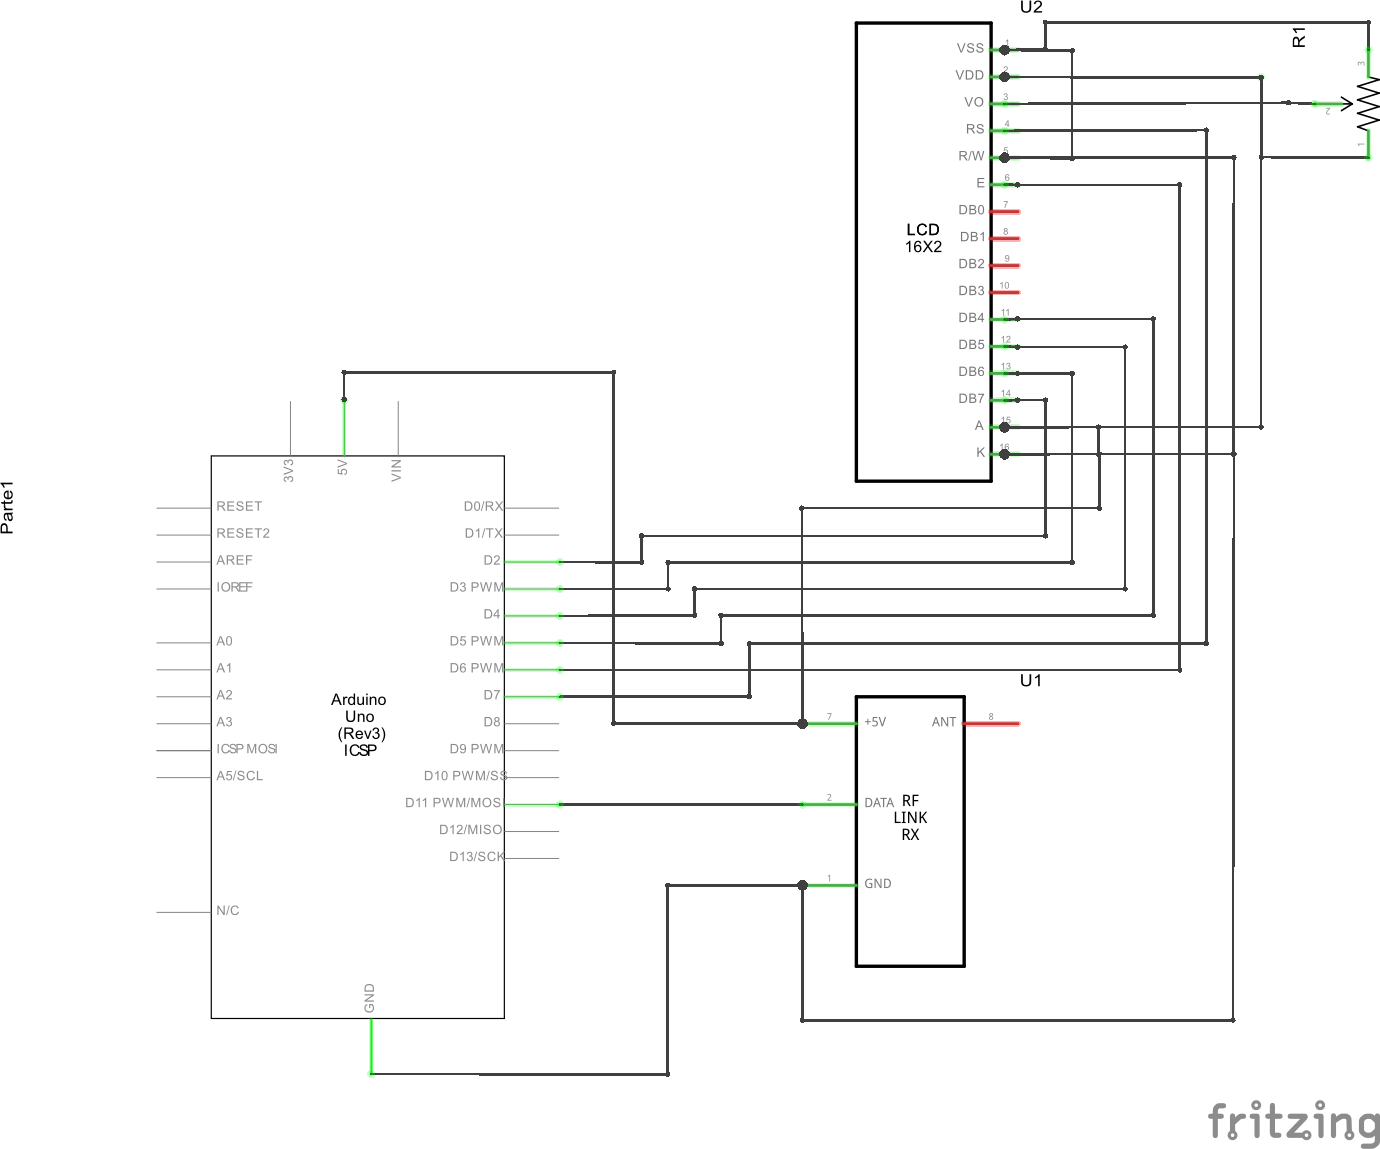 U2
R1
VSS 1
VDD 2
VO 3
RS 4
R/W 5
E 6
DB0 7
DB1 8
DB2 9
DB3 10
DB4 11
DB5 12
DB6 13
DB7 14
A 15
K 16
LCD
16X2
3
2
1
Parte1
3V3
5V
VIN
RESET
RESET2
AREF
IOREF
A0
A1
A2
A3
ICSP MOSI
A5/SCL
N/C
Arduino
Uno
(Rev3)
ICSP
D0/RX
D1/TX
D2
D3 PWM
D4
D5 PWM
D6 PWM
D7
D8
D9 PWM
D10 PWM/SS
D11 PWM/MOS
D12/MISO
D13/SCK
GND
U1
7 +5V
ANT 8
2 DATA
1 GND
RF
LINK
RX
fritzing